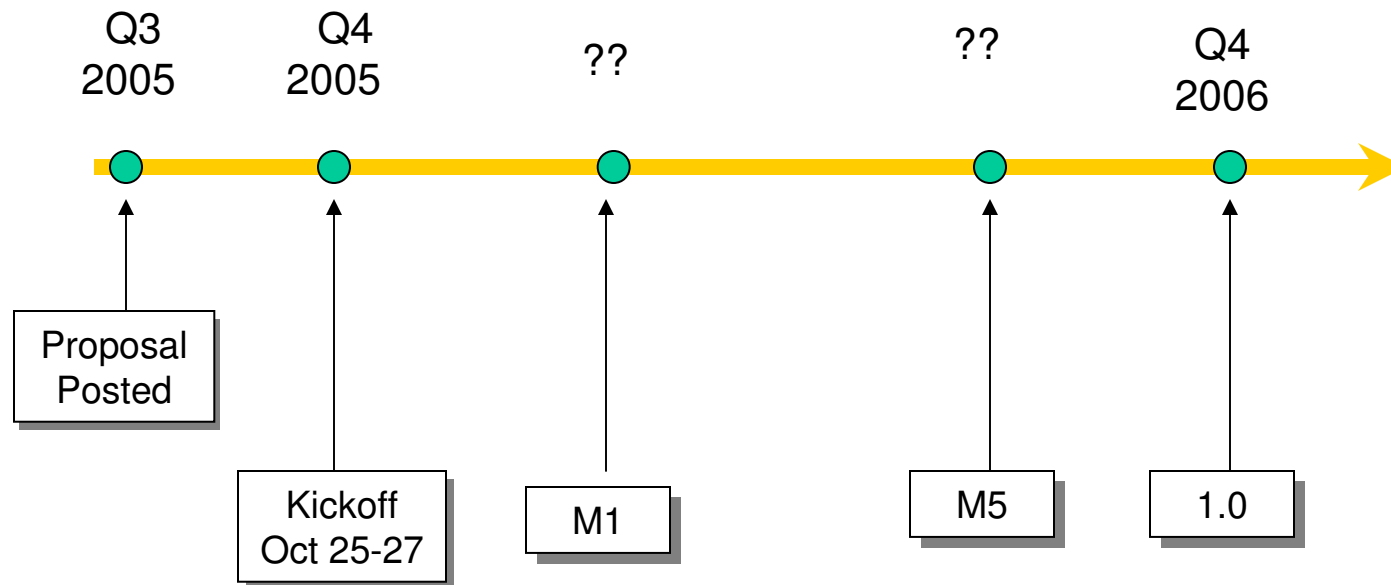 Q3
2005
Q4
2005
??
??
Q4
2006
Proposal
Posted
Kickoff
Oct 25-27
M1
M5
1.0